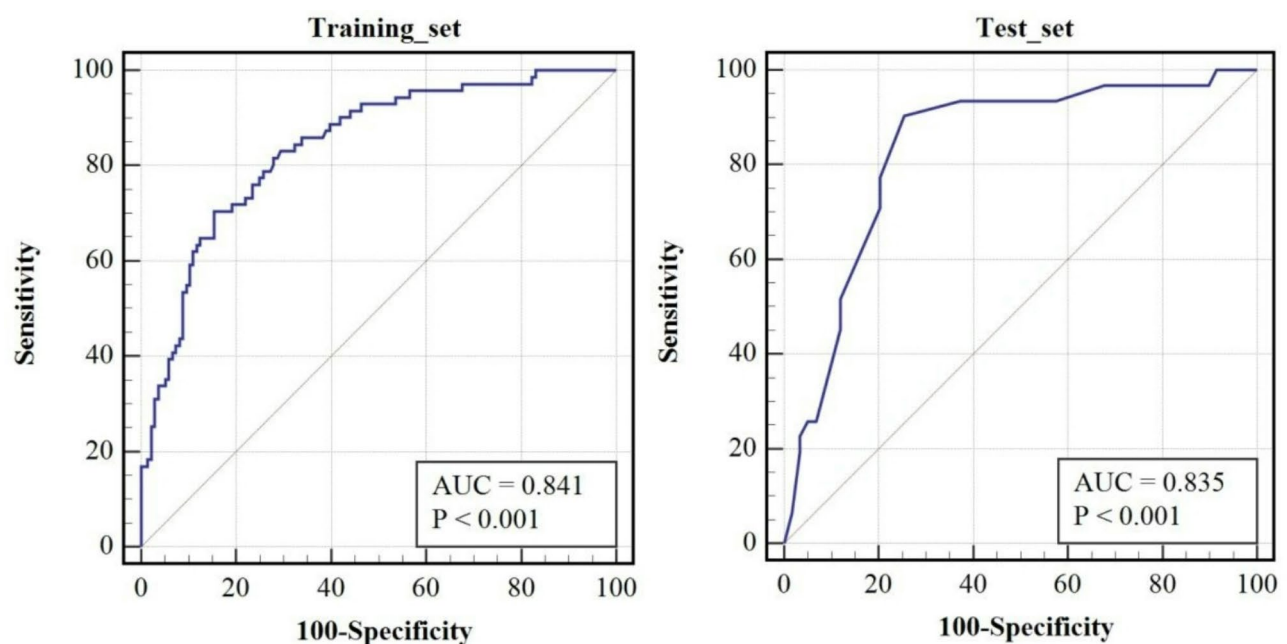 Training_set
100
80
60
40
20
0
Sensitivity
AUC = 0.841
P < 0.001
0 20 40 60 80 100
100-Specificity
Test_set
100
80
60
40
20
0
Sensitivity
AUC = 0.835
P < 0.001
0 20 40 60 80 100
100-Specificity